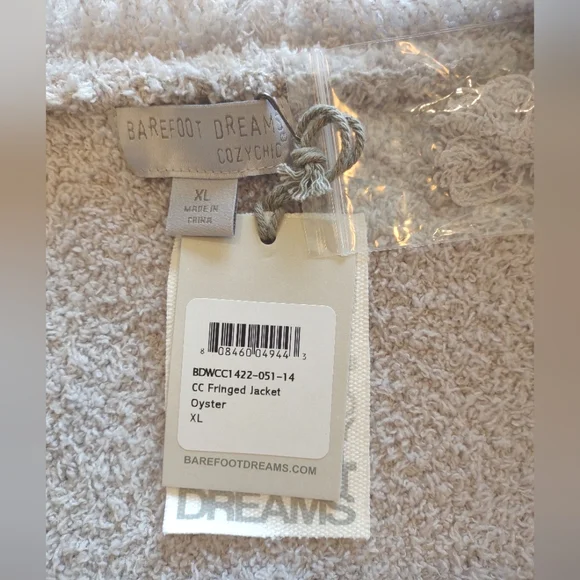 BAREFOOT DREAMS
COZYCHIC
XL
MADE IN
CHINA
8 08460 04944 3
BDWCC1422-051-14
CC Fringed Jacket
Oyster
XL
BAREFOOTDREAMS.COM
DREAMS